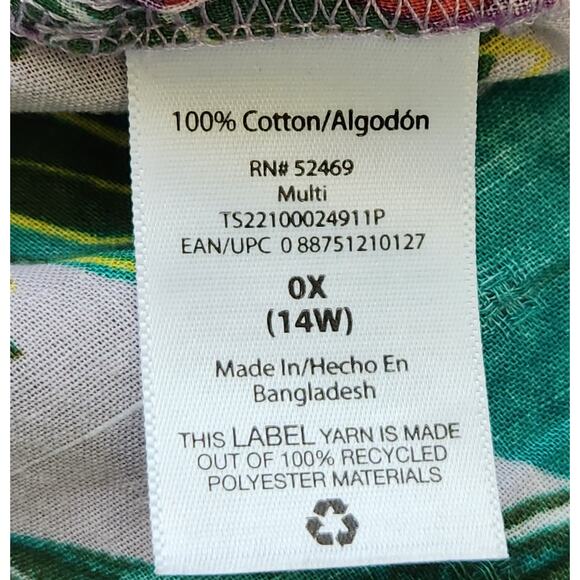 100% Cotton/Algodón
RN# 52469
Multi
TS22100024911P
EAN/UPC 0 88751210127
0X
(14W)
Made In/Hecho En
Bangladesh
THIS LABEL YARN IS MADE
OUT OF 100% RECYCLED
POLYESTER MATERIALS